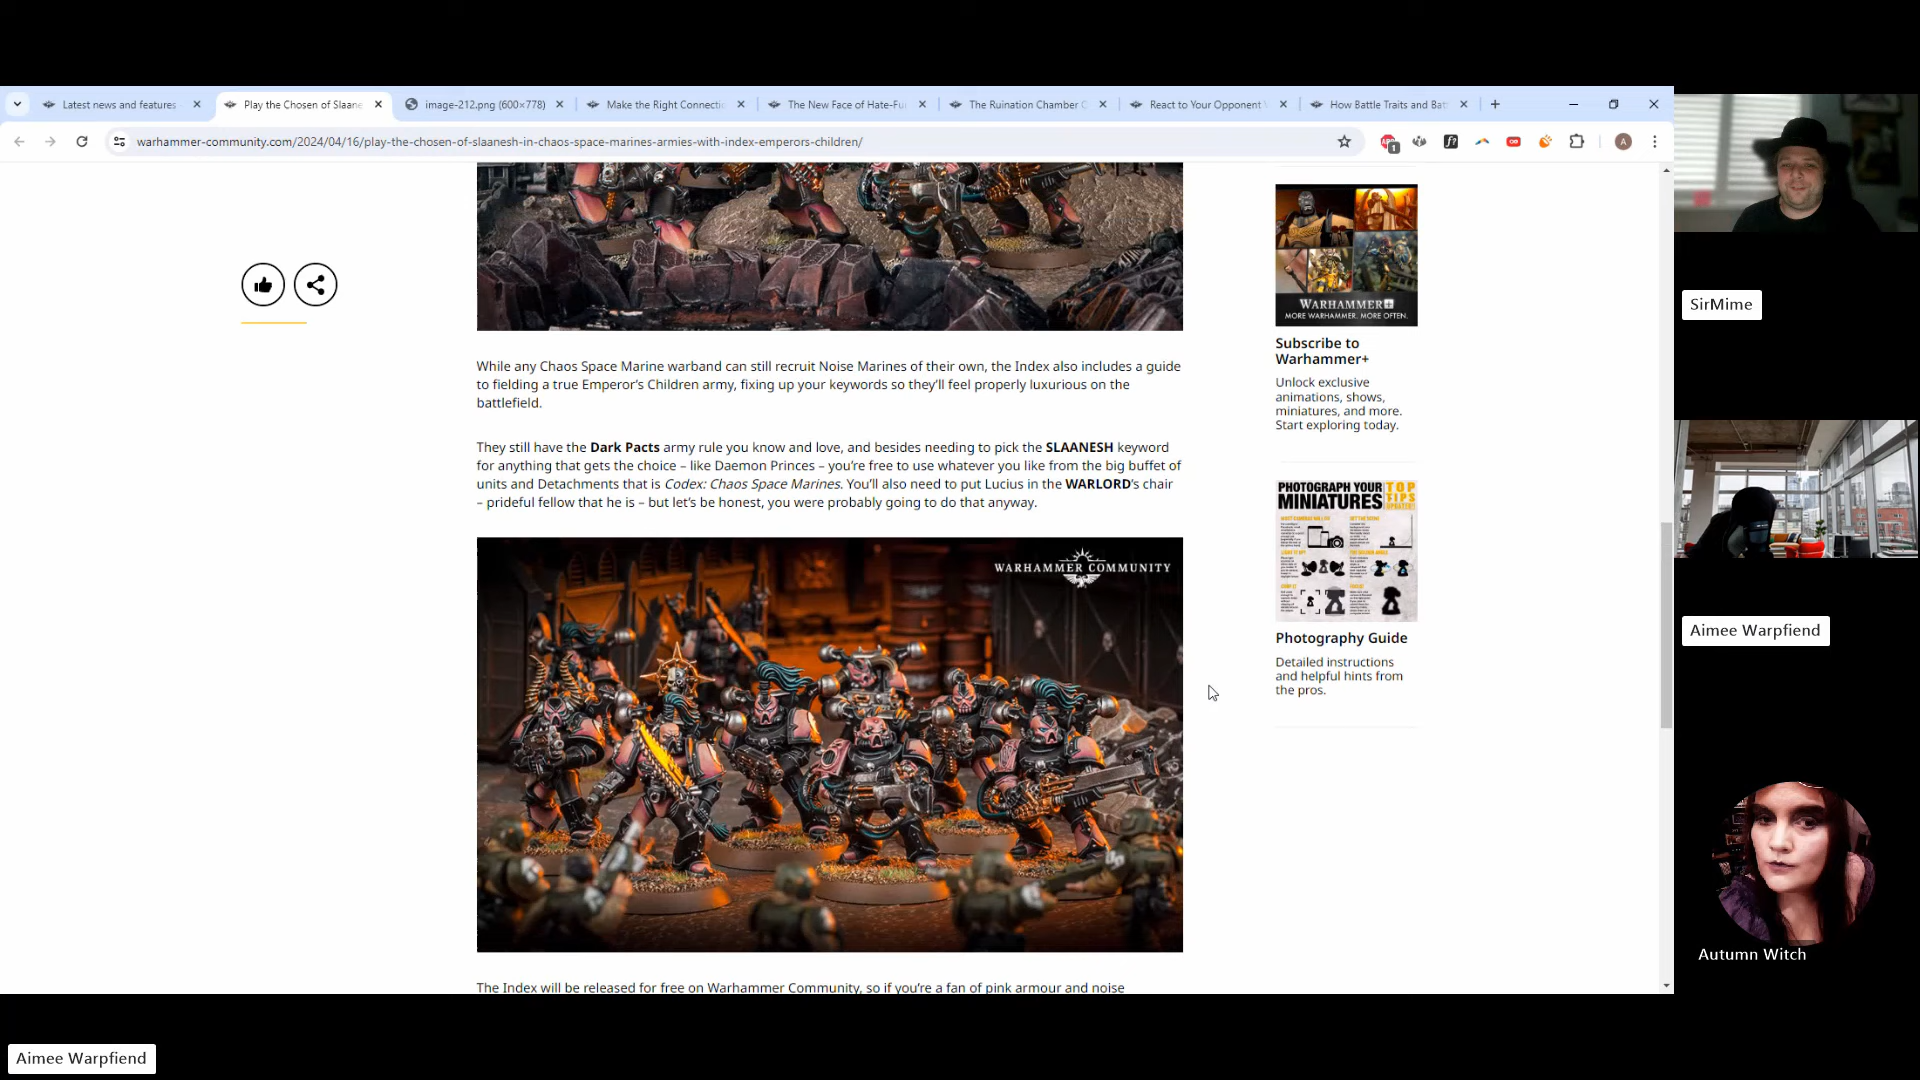 Latest news and features
Play the Chosen of Slaane
image-212.png (600×778)
Make the Right Connectio
The New Face of Hate-Fu
The Ruination Chamber
React to Your Opponent
How Battle Traits and Bat
warhammer-community.com/2024/04/16/play-the-chosen-of-slaanesh-in-chaos-space-marines-armies-with-index-emperors-children/
1
A
While any Chaos Space Marine warband can still recruit Noise Marines of their own, the Index also includes a guide
to fielding a true Emperor's Children army, fixing up your keywords so they'll feel properly luxurious on the
battlefield.
They still have the Dark Pacts army rule you know and love, and besides needing to pick the SLAANESH keyword
for anything that gets the choice – like Daemon Princes – you're free to use whatever you like from the big buffet of
units and Detachments that is Codex: Chaos Space Marines. You'll also need to put Lucius in the WARLORD's chair
– prideful fellow that he is – but let's be honest, you were probably going to do that anyway.
WARHAMMER COMMUNITY
The Index will be released for free on Warhammer Community, so if you're a fan of pink armour and noise
WARHAMMER+
MORE WARHAMMER. MORE OFTEN.
Subscribe to
Warhammer+
Unlock exclusive
animations, shows,
miniatures, and more.
Start exploring today.
PHOTOGRAPH YOUR
MINIATURES
TOP
TIPS
Photography Guide
Detailed instructions
and helpful hints from
the pros.
SirMime
Aimee Warpfiend
Autumn Witch
Aimee Warpfiend